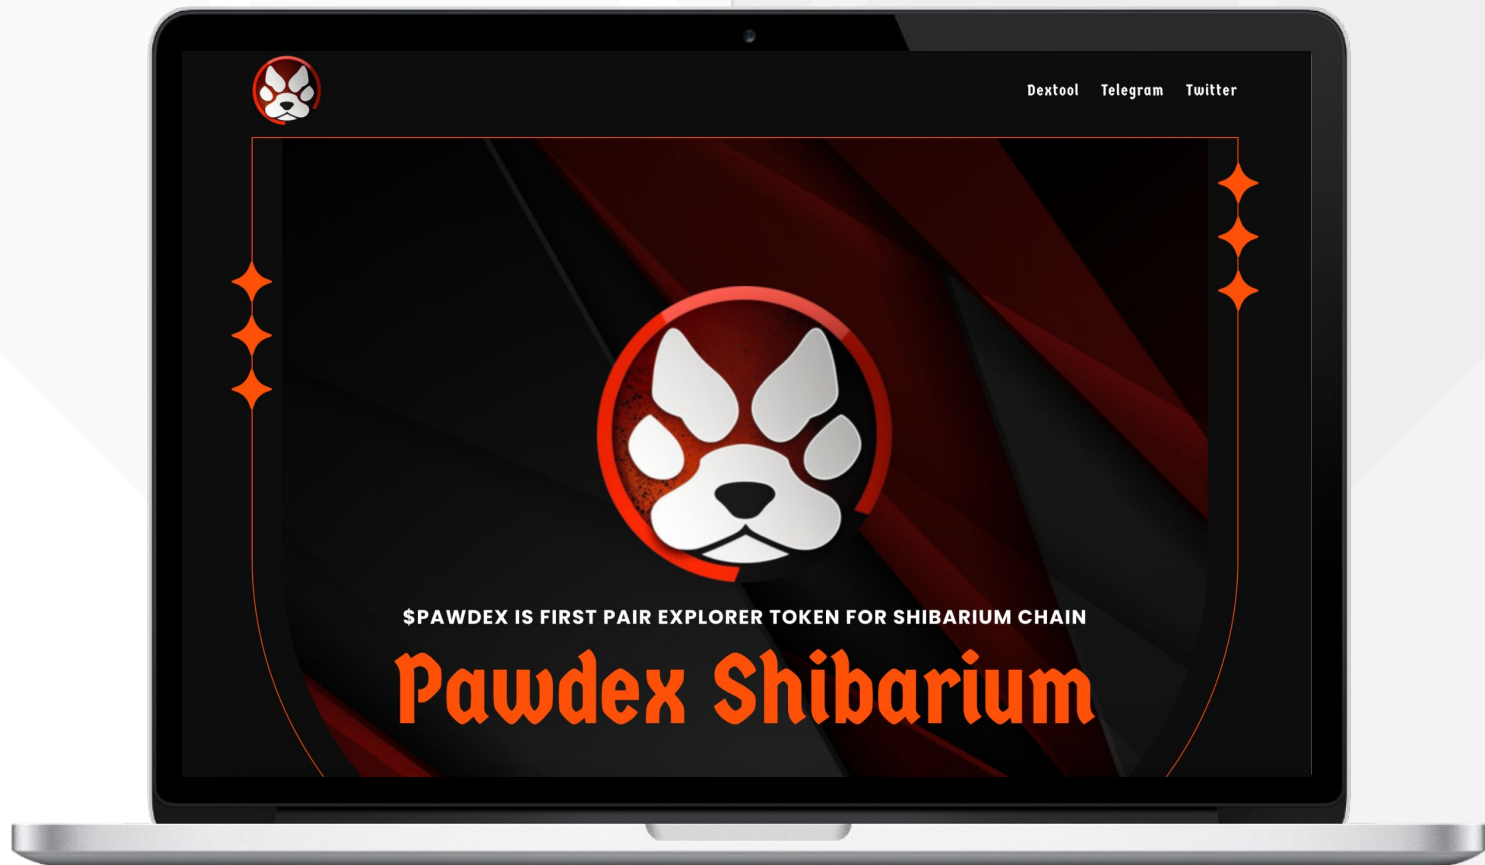 Dextool Telegram Twitter
$PAWDEX IS FIRST PAIR EXPLORER TOKEN FOR SHIBARIUM CHAIN
Pawdex Shibarium